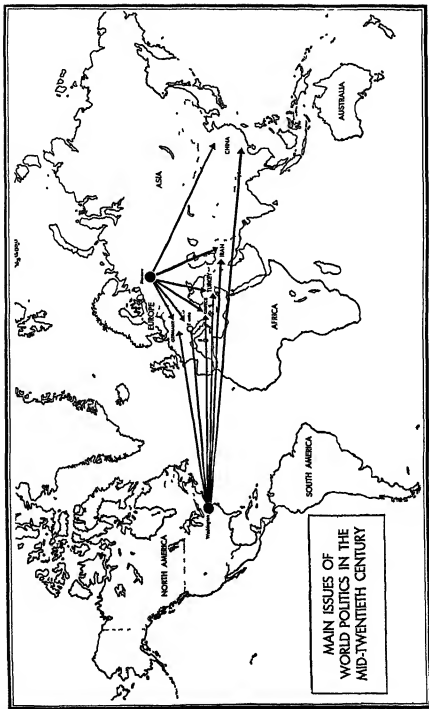 MAIN ISSUES OF
WORLD POLITICS IN THE
MID-TWENTIETH CENTURY
NORTH AMERICA
SOUTH AMERICA
EUROPE
ASIA
AFRICA
AUSTRALIA
CHINA
TURKEY
IRAN